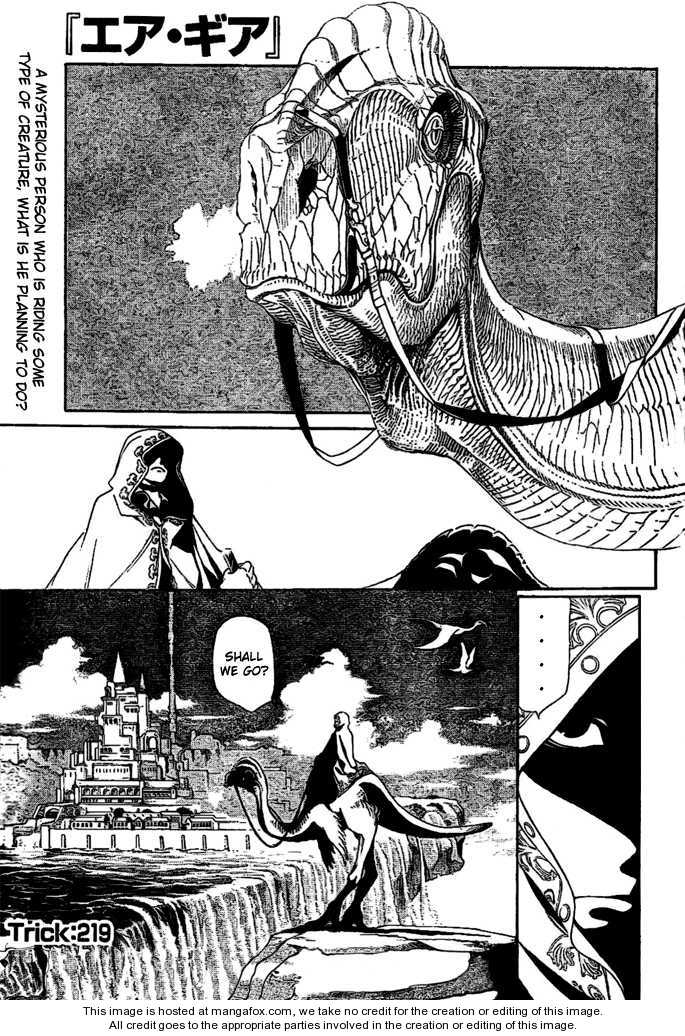 『エア・ギア』
A MYSTERIOUS PERSON WHO IS RIDING SOME
TYPE OF CREATURE, WHAT IS HE PLANNING TO DO?
SHALL
WE GO?
....
Trick:219
This image is hosted at mangafox.com, we take no credit for the creation or editing of this image.
All credit goes to the appropriate parties involved in the creation or editing of this image.